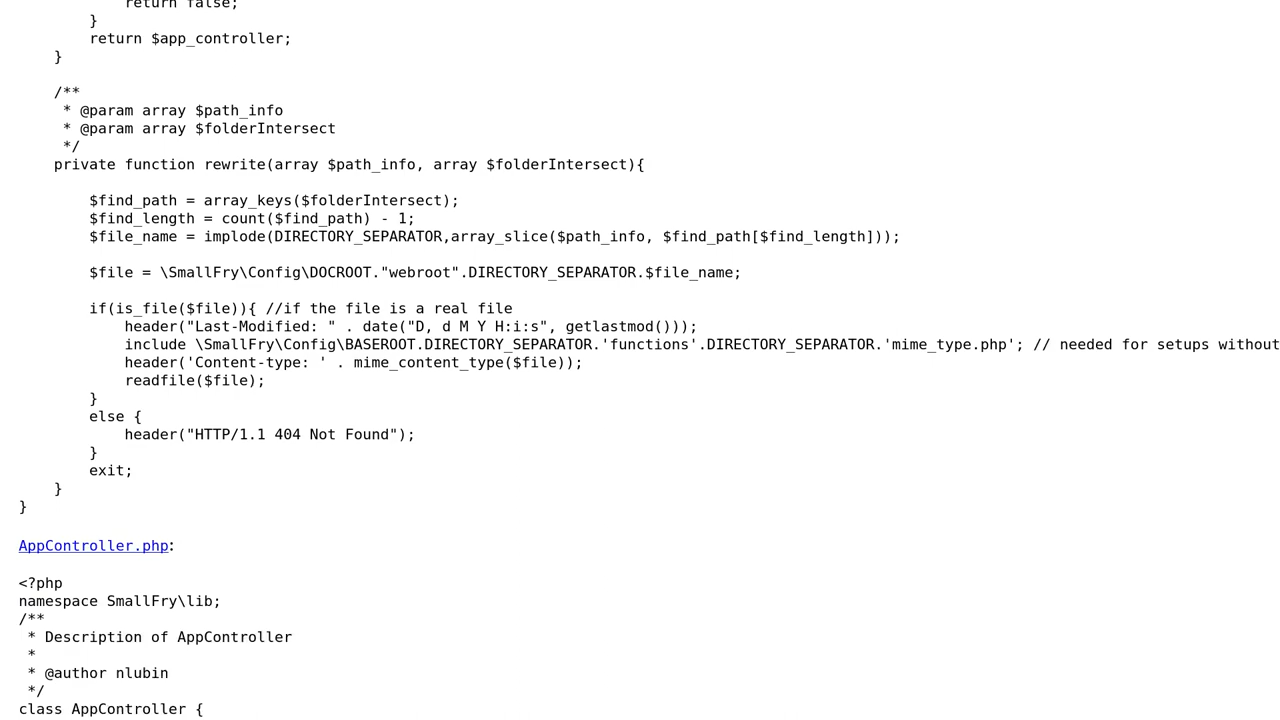 return false;
        }
        return $app_controller;
    }

    /**
     * @param array $path_info
     * @param array $folderIntersect
     */
    private function rewrite(array $path_info, array $folderIntersect){

        $find_path = array_keys($folderIntersect);
        $find_length = count($find_path) - 1;
        $file_name = implode(DIRECTORY_SEPARATOR,array_slice($path_info, $find_path[$find_length]));

        $file = \SmallFry\Config\DOCROOT."webroot".DIRECTORY_SEPARATOR.$file_name;

        if(is_file($file)){ //if the file is a real file
            header("Last-Modified: " . date("D, d M Y H:i:s", getlastmod()));
            include \SmallFry\Config\BASEROOT.DIRECTORY_SEPARATOR.'functions'.DIRECTORY_SEPARATOR.'mime_type.php'; // needed for setups without
            header('Content-type: ' . mime_content_type($file));
            readfile($file);
        }
        else {
            header("HTTP/1.1 404 Not Found");
        }
        exit;
    }
}

AppController.php:

<?php
namespace SmallFry\lib;
/**
 * Description of AppController
 *
 * @author nlubin
 */
class AppController {